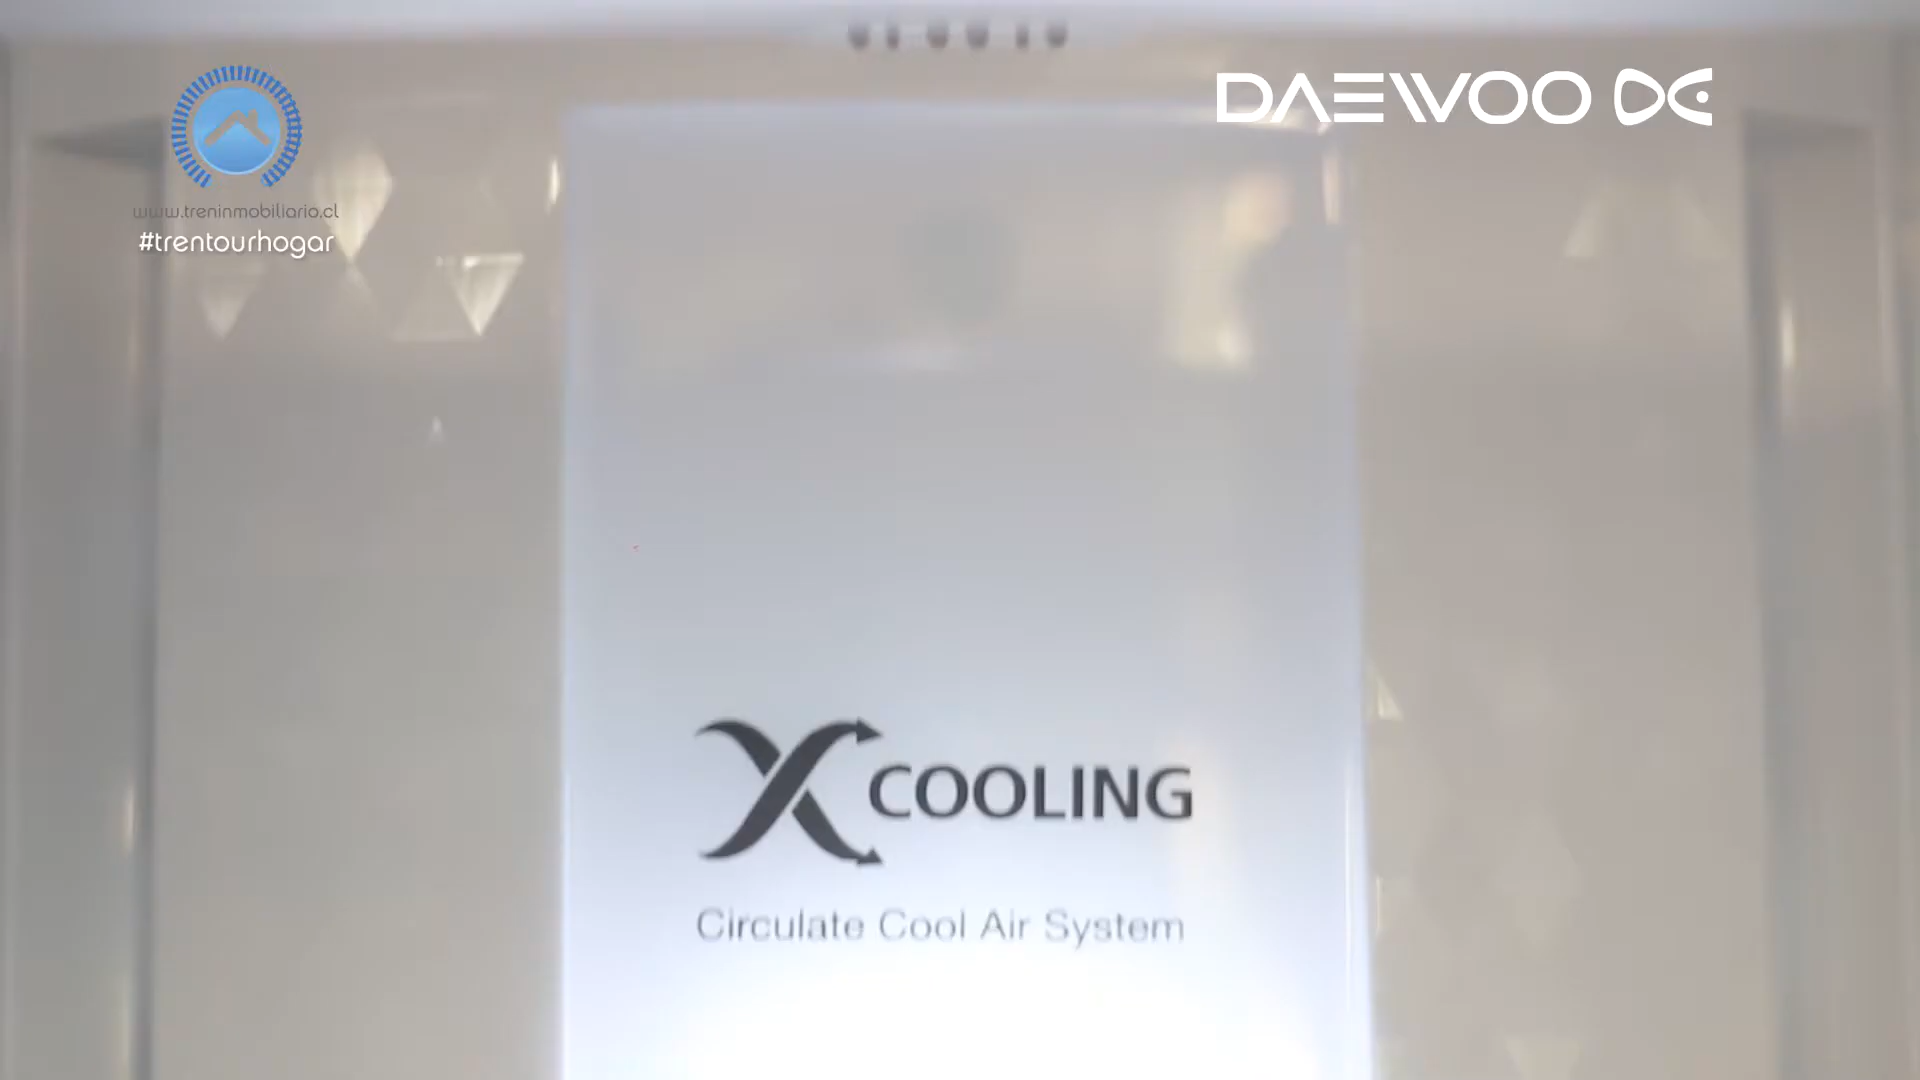 DAEWOO
www.treninmobiliario.cl
#trentourhogar
X COOLING
Circulate Cool Air System